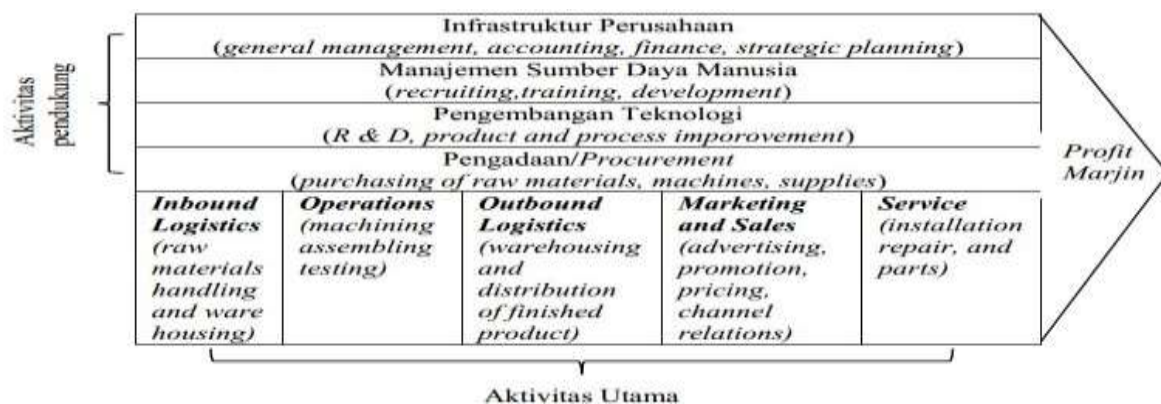 Aktivitas
pendukung
Infrastruktur Perusahaan
(general management, accounting, finance, strategic planning)
Manajemen Sumber Daya Manusia
(recruiting,training, development)
Pengembangan Teknologi
(R & D, product and process imporovement)
Pengadaan/Procurement
(purchasing of raw materials, machines, supplies)
Inbound
Logistics
(raw
materials
handling
and ware
housing)
Operations
(machining
assembling
testing)
Outbound
Logistics
(warehousing
and
distribution
of finished
product)
Marketing
and Sales
(advertising,
promotion,
pricing,
channel
relations)
Service
(installation
repair, and
parts)
Profit
Marjin
Aktivitas Utama